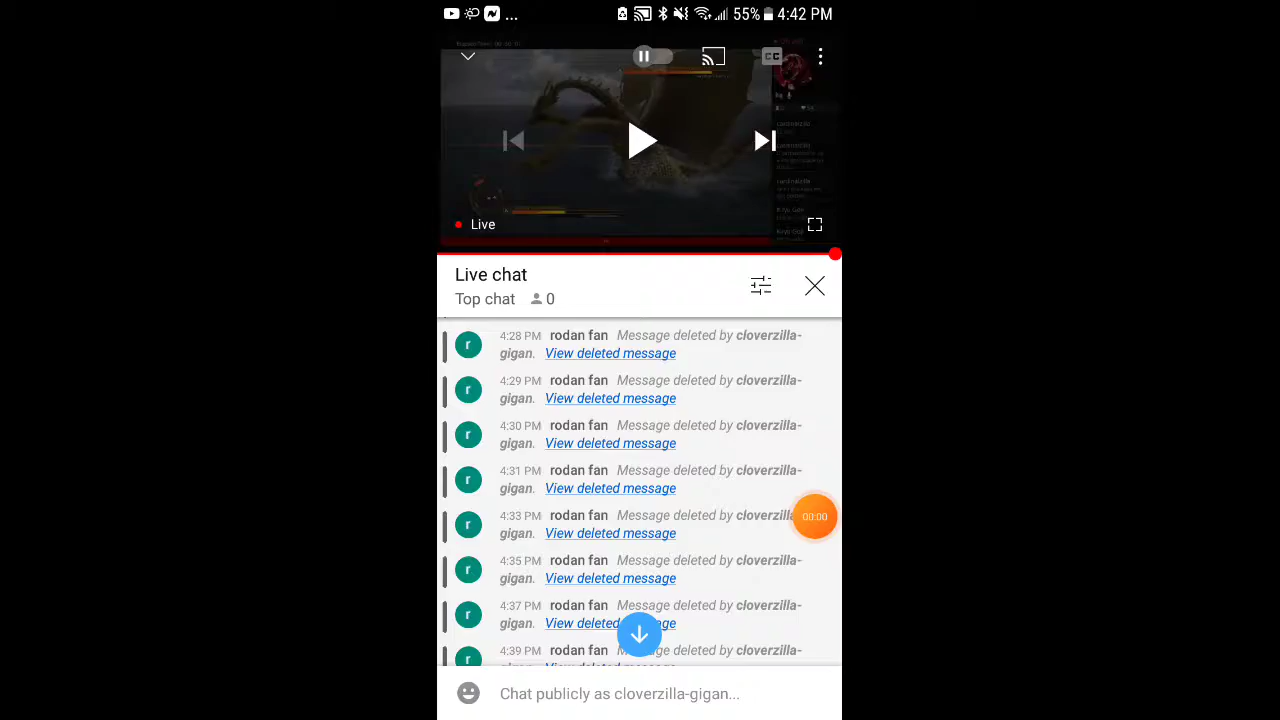 ... 55% 4:42 PM
CC
Live
Live chat
Top chat 0
4:28 PM rodan fan Message deleted by cloverzilla-
gigan. View deleted message
4:29 PM rodan fan Message deleted by cloverzilla-
gigan. View deleted message
4:30 PM rodan fan Message deleted by cloverzilla-
gigan. View deleted message
4:31 PM rodan fan Message deleted by cloverzilla-
gigan. View deleted message
4:33 PM rodan fan Message deleted by cloverzilla-
gigan. View deleted message
00:00
4:35 PM rodan fan Message deleted by cloverzilla-
gigan. View deleted message
4:37 PM rodan fan Message deleted by cloverzilla-
gigan. View deleted message
4:39 PM rodan fan Message deleted by cloverzilla-
Chat publicly as cloverzilla-gigan...